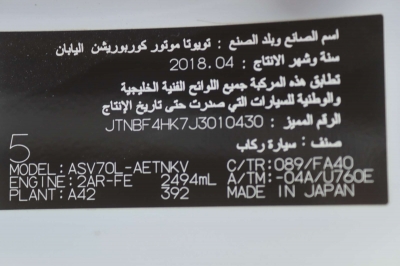 اسم الصانع وبلد الصنع : تويوتا موتور كوربوريشن اليابان
سنة وشهر الانتاج : 2018.04
تطابق هذه المركبة جميع اللوائح الفنية الخليجية
والوطنية للسيارات التي صدرت حتى تاريخ الإنتاج
الرقم المميز : JTNBF4HK7J3010430
صنف: سيارة ركاب
5
MODEL: ASV70L-AETNKV C/TR: 089/FA40
ENGINE: 2AR-FE 2494mL A/TM: -04A/U760E
PLANT: A42 392 MADE IN JAPAN